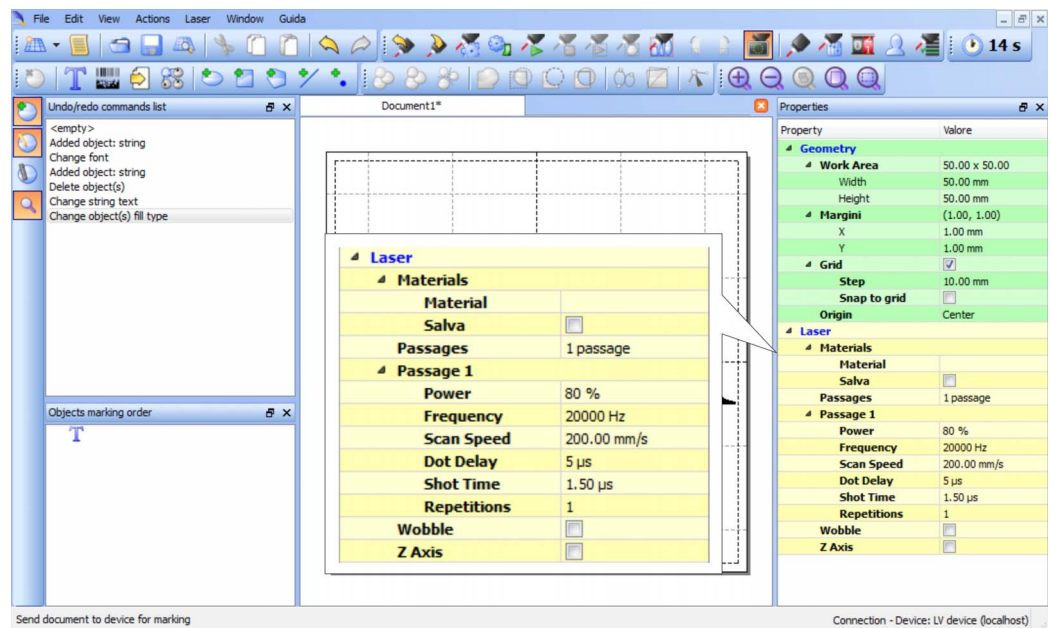 File Edit View Actions Laser Window Guida
14 s
Undo/redo commands list
<empty>
Added object: string
Change font
Added object: string
Delete object(s)
Change string text
Change object(s) fill type
Objects marking order
T
Document1*
Laser
Materials
Material
Salva
Passages 1 passage
Passage 1
Power 80 %
Frequency 20000 Hz
Scan Speed 200.00 mm/s
Dot Delay 5 µs
Shot Time 1.50 µs
Repetitions 1
Wobble
Z Axis
Properties
Property Valore
Geometry
Work Area 50.00 x 50.00
Width 50.00 mm
Height 50.00 mm
Margini (1.00, 1.00)
X 1.00 mm
Y 1.00 mm
Grid
Step 10.00 mm
Snap to grid
Origin Center
Laser
Materials
Material
Salva
Passages 1 passage
Passage 1
Power 80 %
Frequency 20000 Hz
Scan Speed 200.00 mm/s
Dot Delay 5 µs
Shot Time 1.50 µs
Repetitions 1
Wobble
Z Axis
Send document to device for marking
Connection - Device: LV device (localhost)